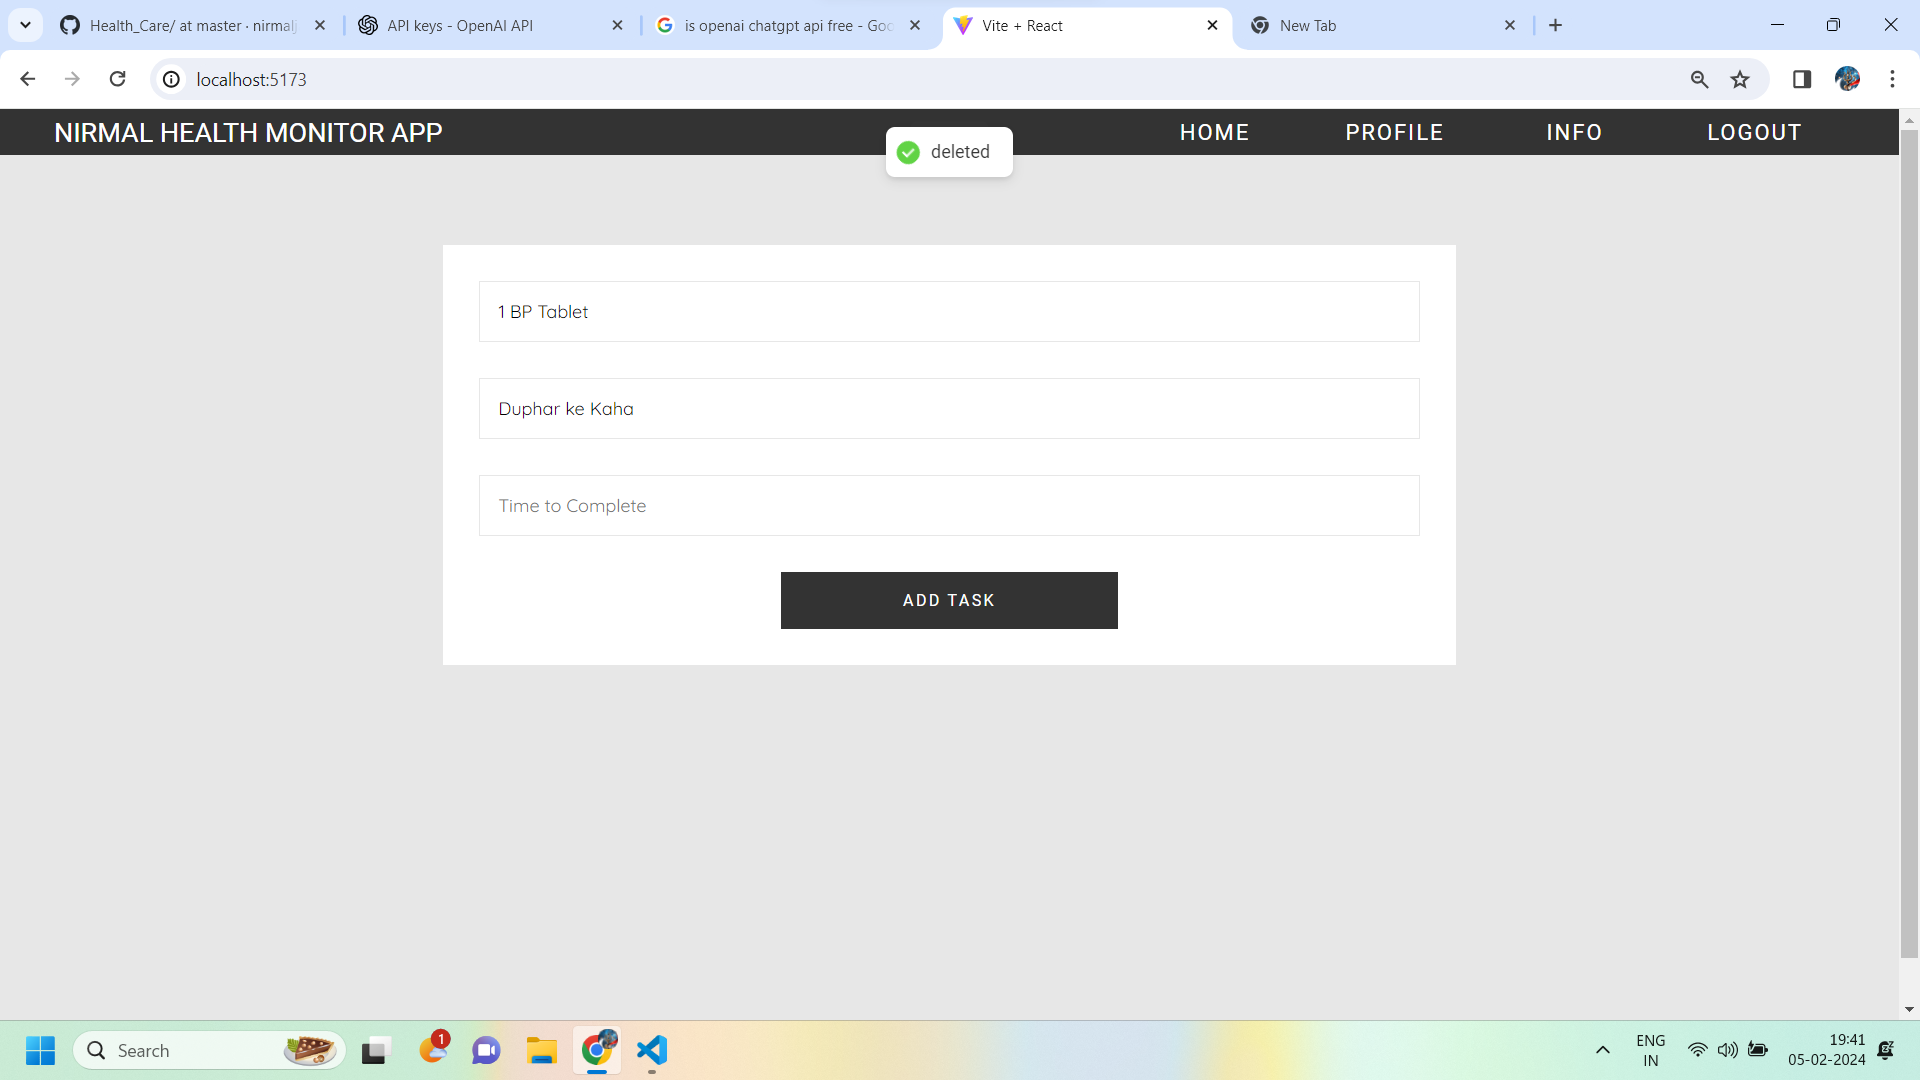 Health_Care/ at master · nirmalj
API keys - OpenAI API
is openai chatgpt api free - Goo
Vite + React
New Tab
localhost:5173
NIRMAL HEALTH MONITOR APP
HOME
PROFILE
INFO
LOGOUT
deleted
1 BP Tablet
Duphar ke Kaha
Time to Complete
ADD TASK
Search
1
ENG
IN
19:41
05-02-2024